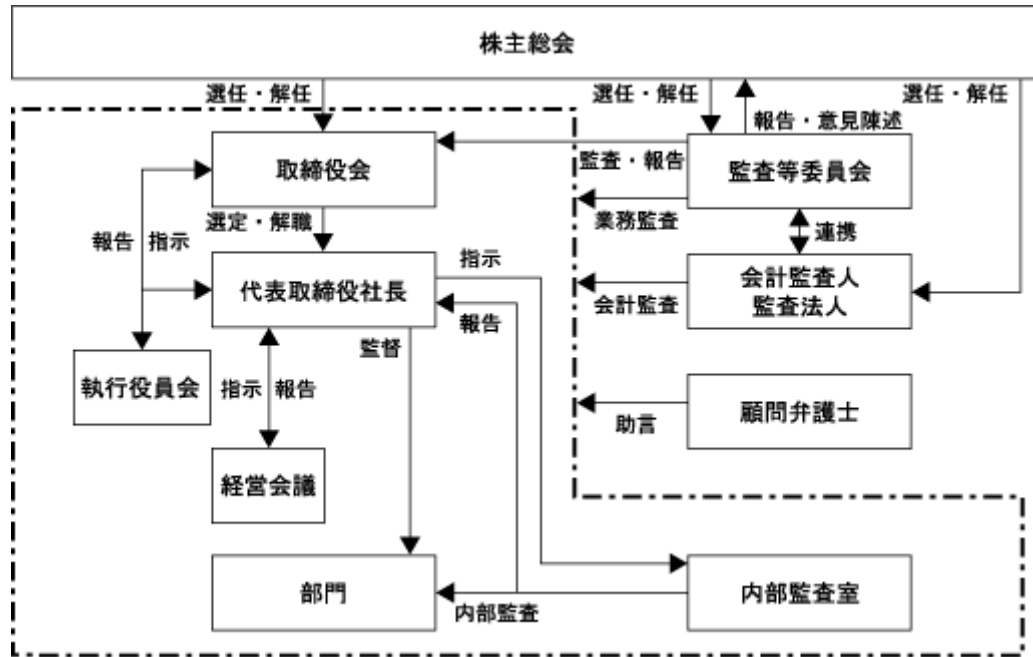 株主総会
選任・解任
選任・解任
選任・解任
報告・意見陳述
取締役会
監査・報告
監査等委員会
選定・解職
業務監査
報告
指示
連携
代表取締役社長
指示
会計監査人
監査法人
会計監査
報告
監督
執行役員会
指示
報告
顧問弁護士
助言
経営会議
部門
内部監査
内部監査室